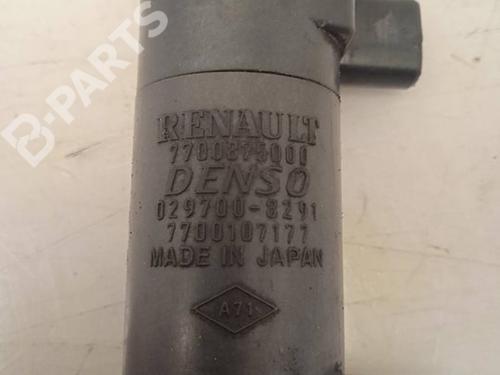 B-PARTS
RENAULT
7700875000
DENSO
029700-8291
7700107177
MADE IN JAPAN
A71